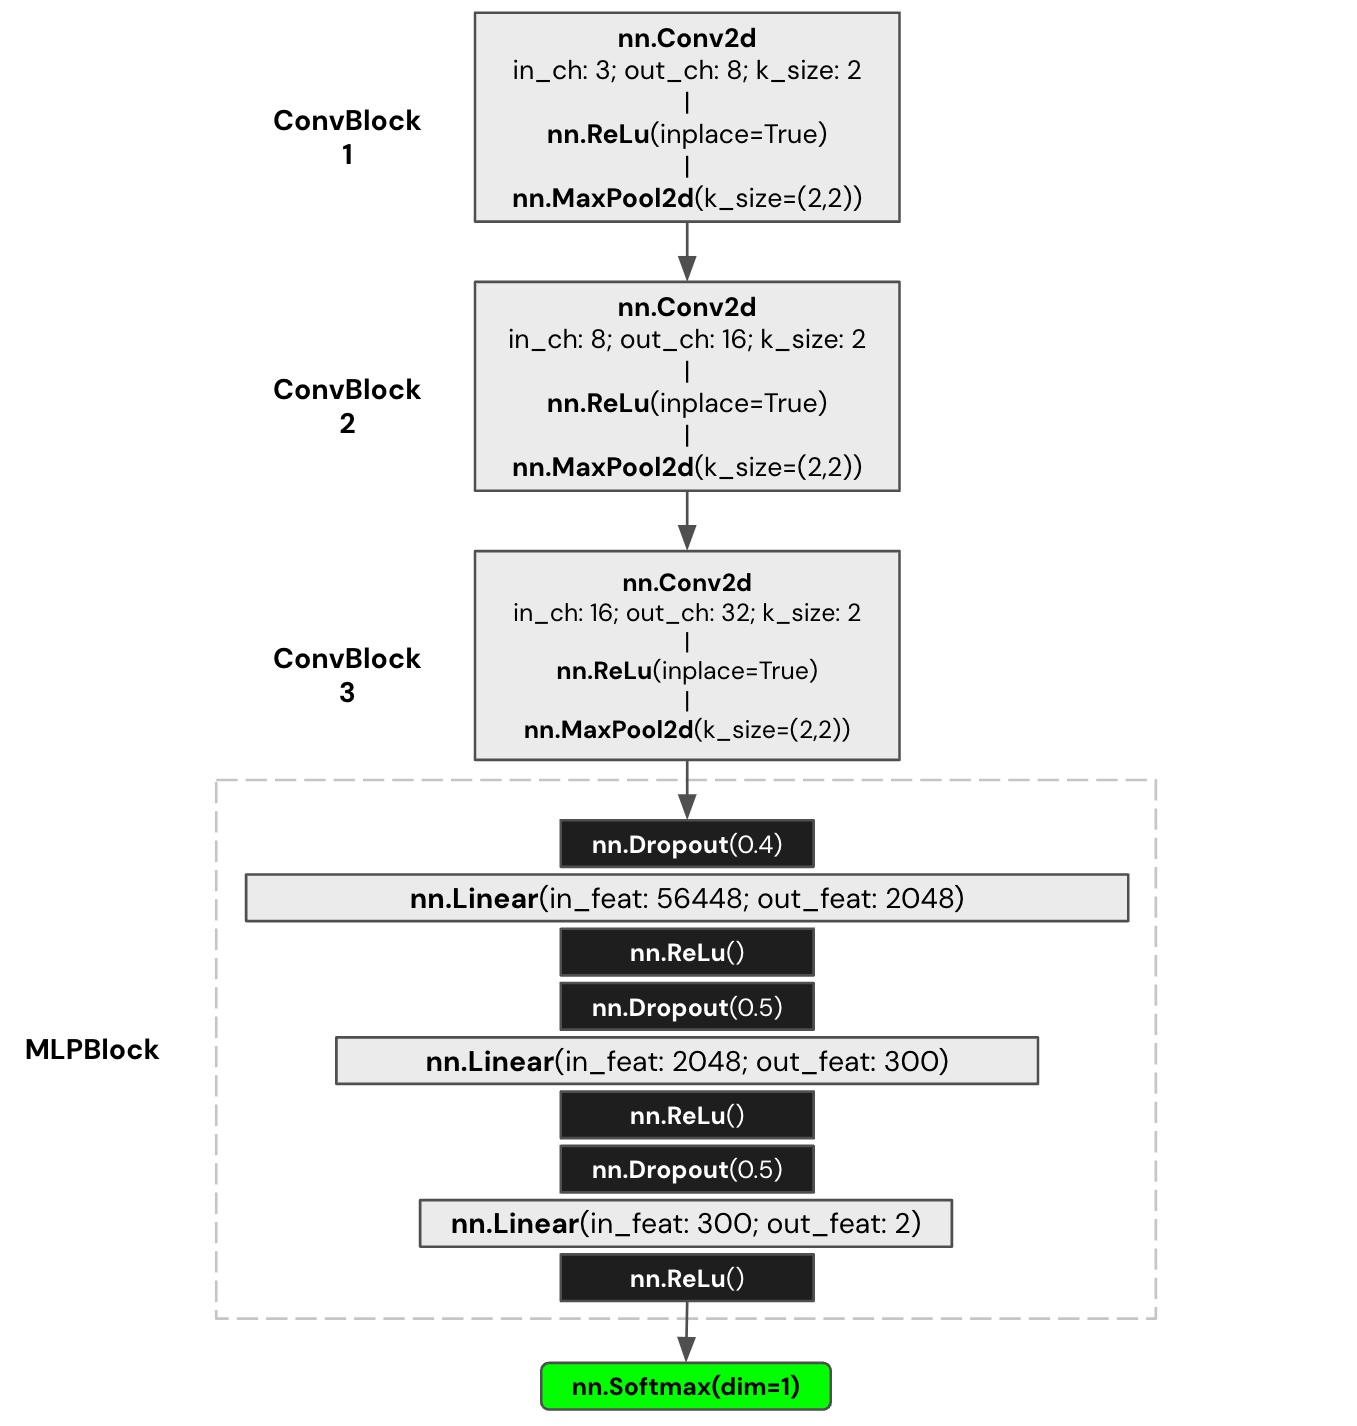 nn.Conv2d
in_ch: 3; out_ch: 8; k_size: 2
|
nn.ReLu(inplace=True)
|
nn.MaxPool2d(k_size=(2,2))
ConvBlock
1
nn.Conv2d
in_ch: 8; out_ch: 16; k_size: 2
|
nn.ReLu(inplace=True)
|
nn.MaxPool2d(k_size=(2,2))
ConvBlock
2
nn.Conv2d
in_ch: 16; out_ch: 32; k_size: 2
|
nn.ReLu(inplace=True)
|
nn.MaxPool2d(k_size=(2,2))
ConvBlock
3
nn.Dropout(0.4)
nn.Linear(in_feat: 56448; out_feat: 2048)
nn.ReLu()
nn.Dropout(0.5)
nn.Linear(in_feat: 2048; out_feat: 300)
nn.ReLu()
nn.Dropout(0.5)
nn.Linear(in_feat: 300; out_feat: 2)
nn.ReLu()
MLPBlock
nn.Softmax(dim=1)